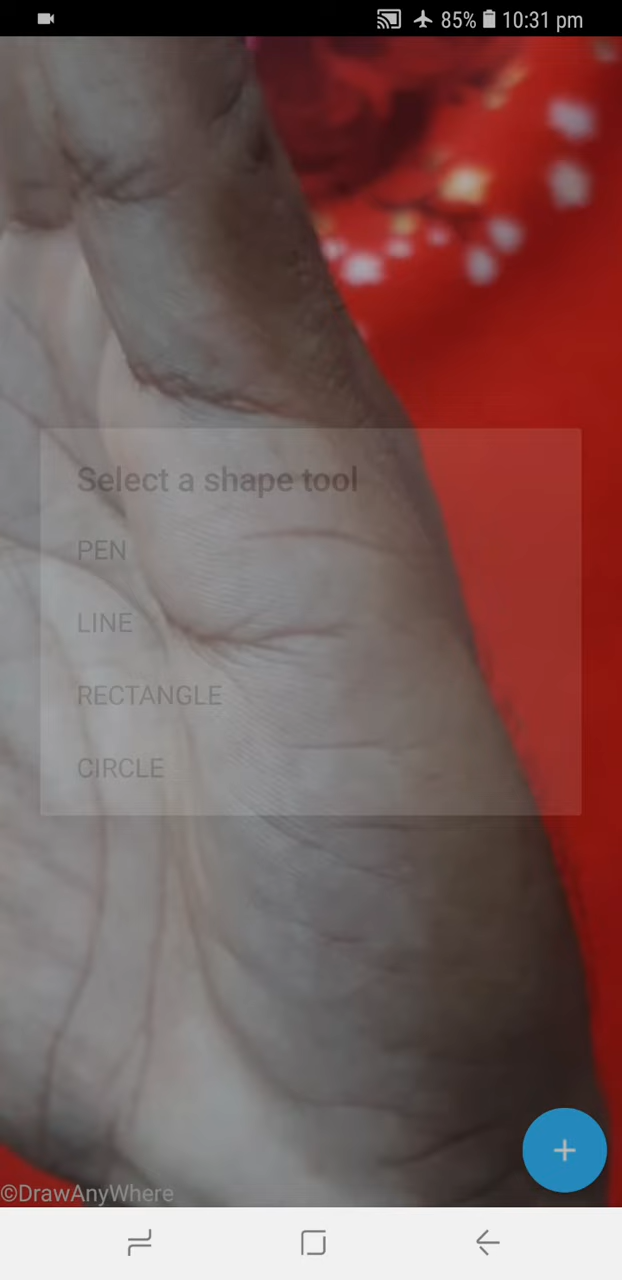 85% 10:31 pm
Select a shape tool
PEN
LINE
RECTANGLE
CIRCLE
©DrawAnyWhere